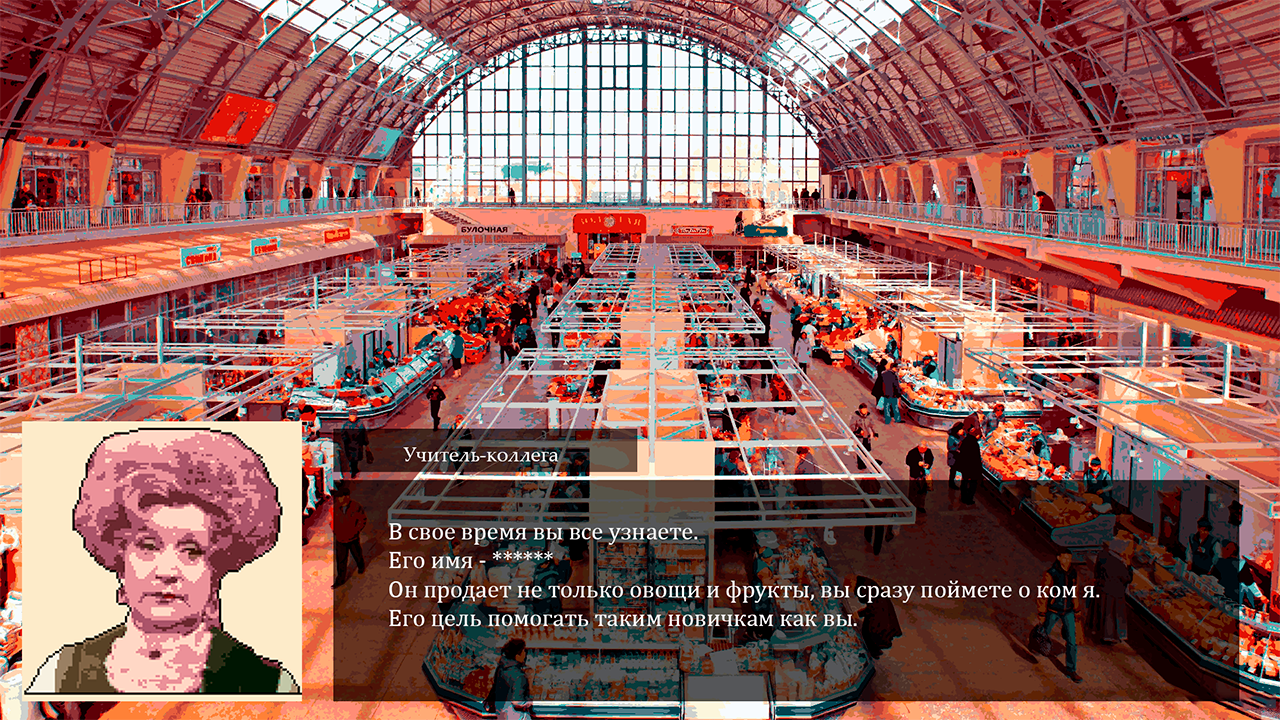 БУЛОЧНАЯ
Учитель-коллега
В свое время вы все узнаете.
Его имя - ******
Он продает не только овощи и фрукты, вы сразу поймете о ком я.
Его цель помогать таким новичкам как вы.